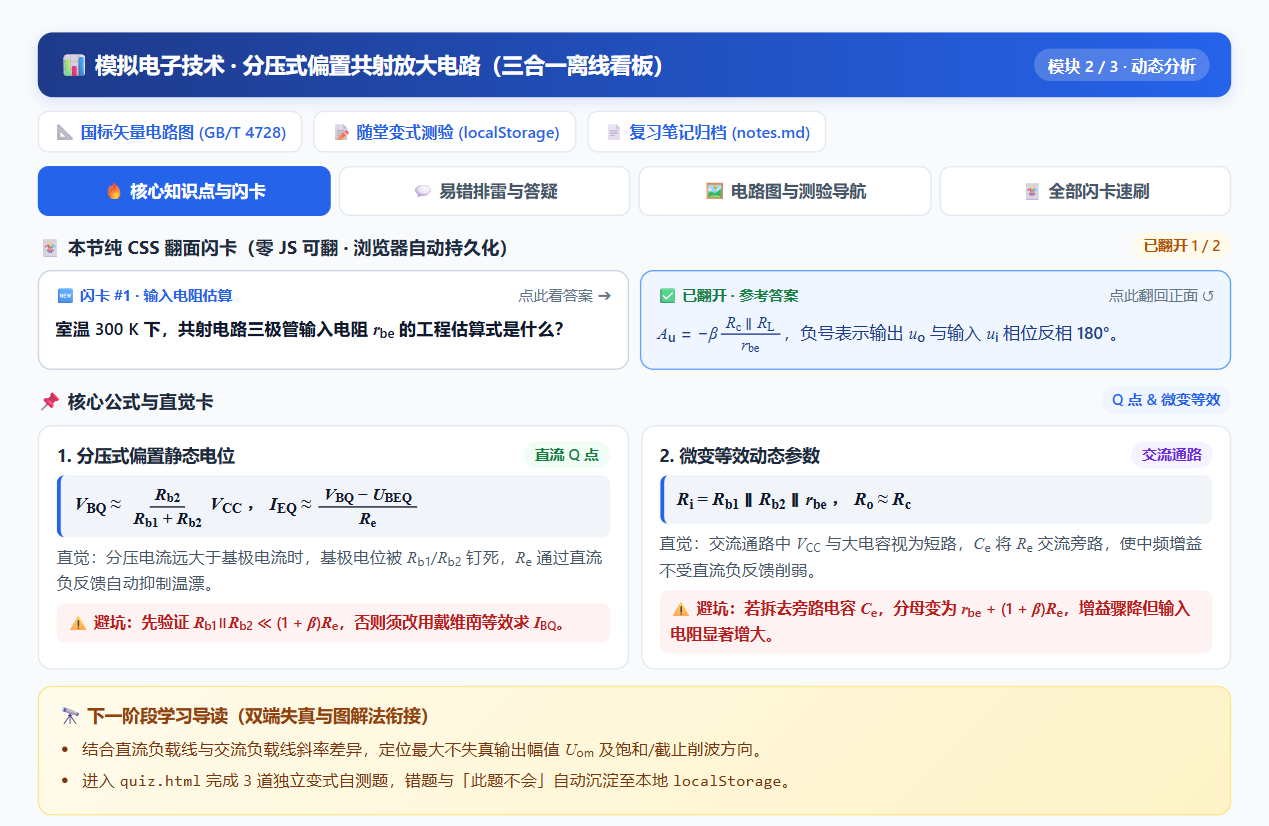 📊 模拟电子技术 · 分压式偏置共射放大电路（三合一离线看板）
模块 2 / 3 · 动态分析
📐 国标矢量电路图 (GB/T 4728)
📝 随堂变式测验 (localStorage)
📄 复习笔记归档 (notes.md)
🔥 核心知识点与闪卡
💬 易错排雷与答疑
🖼️ 电路图与测验导航
🃏 全部闪卡速刷
🃏 本节纯 CSS 翻面闪卡（零 JS 可翻 · 浏览器自动持久化）
已翻开 1 / 2
🆕 闪卡 #1 · 输入电阻估算
点此看答案 ➔
室温 300 K 下，共射电路三极管输入电阻 rbe 的工程估算式是什么？
✅ 已翻开 · 参考答案
点此翻回正面 ↺
Au = −β (Rc ∥ RL) / rbe ，负号表示输出 uo 与输入 ui 相位反相 180°。
📌 核心公式与直觉卡
Q 点 & 微变等效
1. 分压式偏置静态电位
直流 Q 点
VBQ ≈ Rb2 / (Rb1 + Rb2) VCC ， IEQ ≈ (VBQ − UBEQ) / Re
直觉：分压电流远大于基极电流时，基极电位被 Rb1/Rb2 钉死，Re 通过直流
负反馈自动抑制温漂。
⚠️ 避坑：先验证 Rb1∥Rb2 ≪ (1 + β)Re，否则须改用戴维南等效求 IBQ。
2. 微变等效动态参数
交流通路
Ri = Rb1 ∥ Rb2 ∥ rbe ， Ro ≈ Rc
直觉：交流通路中 VCC 与大电容视为短路，Ce 将 Re 交流旁路，使中频增益
不受直流负反馈削弱。
⚠️ 避坑：若拆去旁路电容 Ce，分母变为 rbe + (1 + β)Re，增益骤降但输入
电阻显著增大。
🔭 下一阶段学习导读（双端失真与图解法衔接）
• 结合直流负载线与交流负载线斜率差异，定位最大不失真输出幅值 Uom 及饱和/截止削波方向。
• 进入 quiz.html 完成 3 道独立变式自测题，错题与「此题不会」自动沉淀至本地 localStorage。